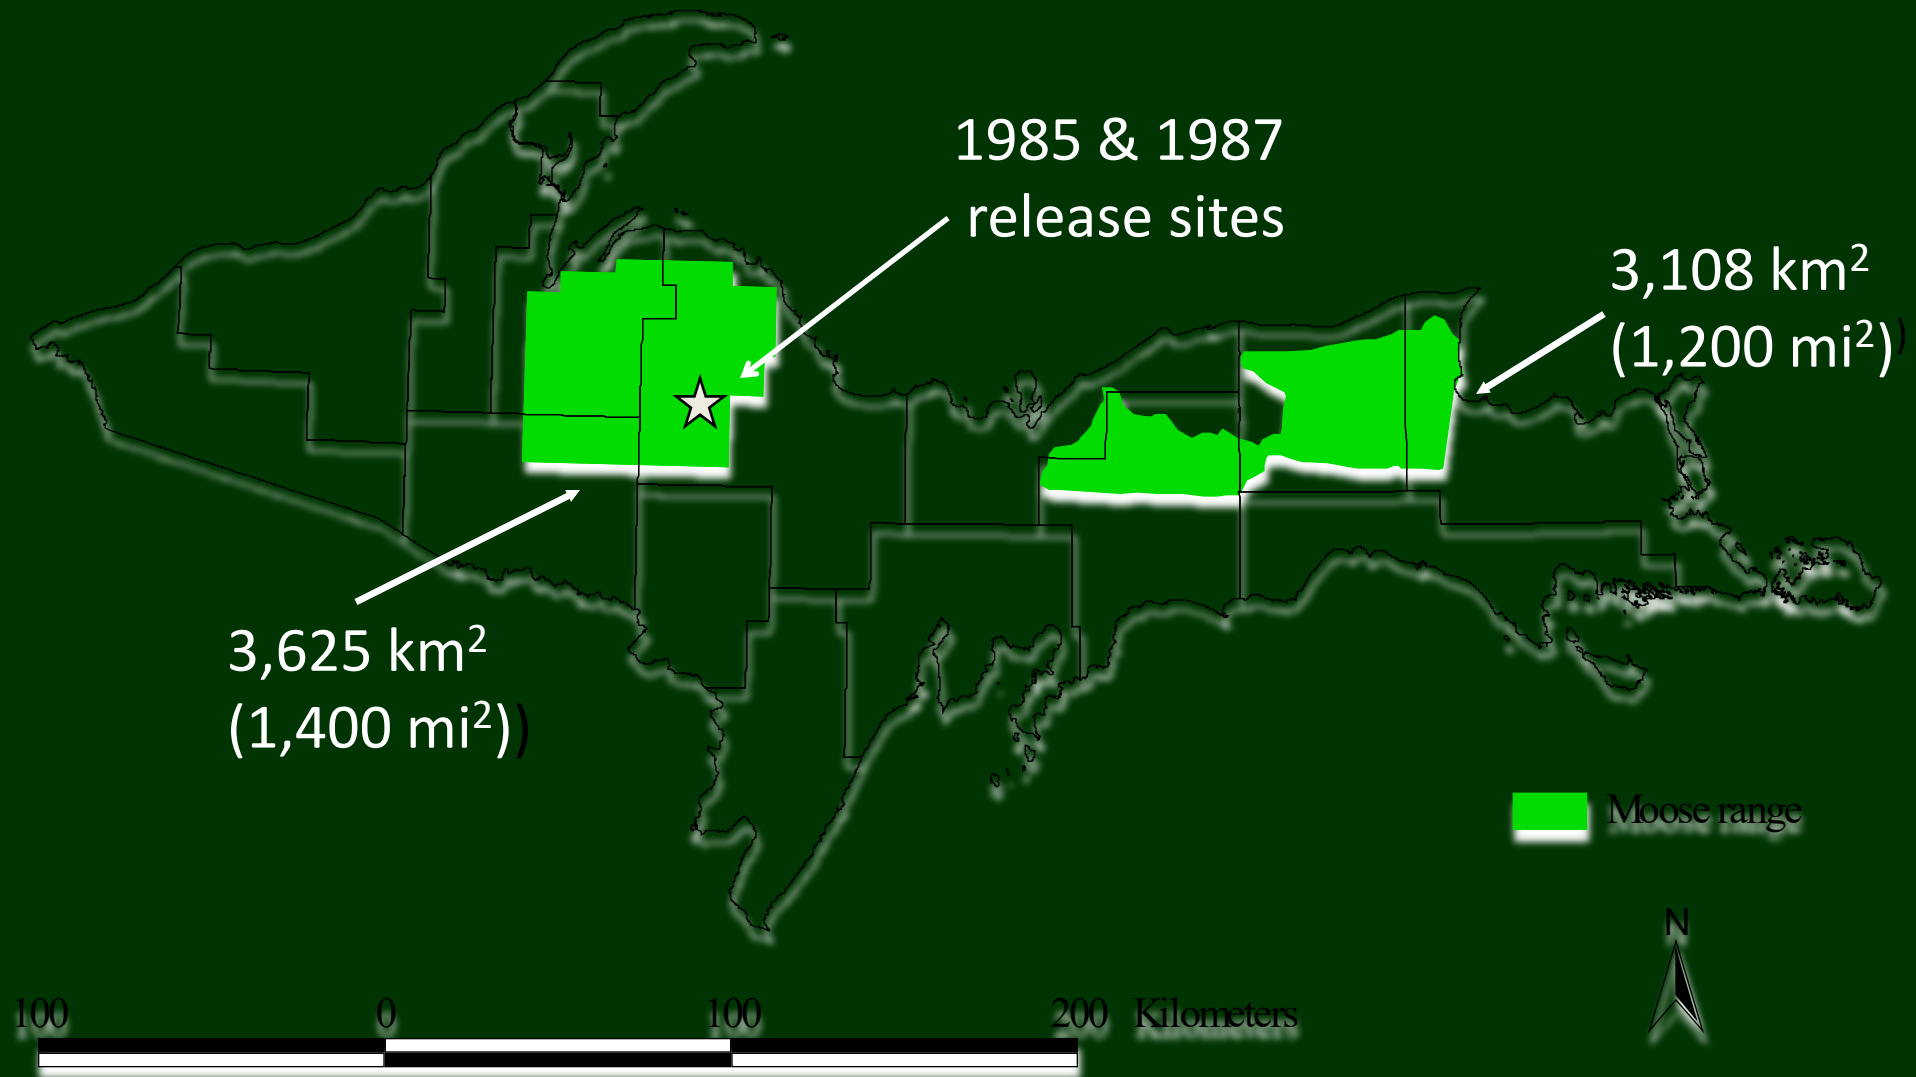 1985 & 1987
release sites
3,108 km²
(1,200 mi²))
3,625 km²
(1,400 mi²))
Moose range
N
100 0 100 200 Kilometers